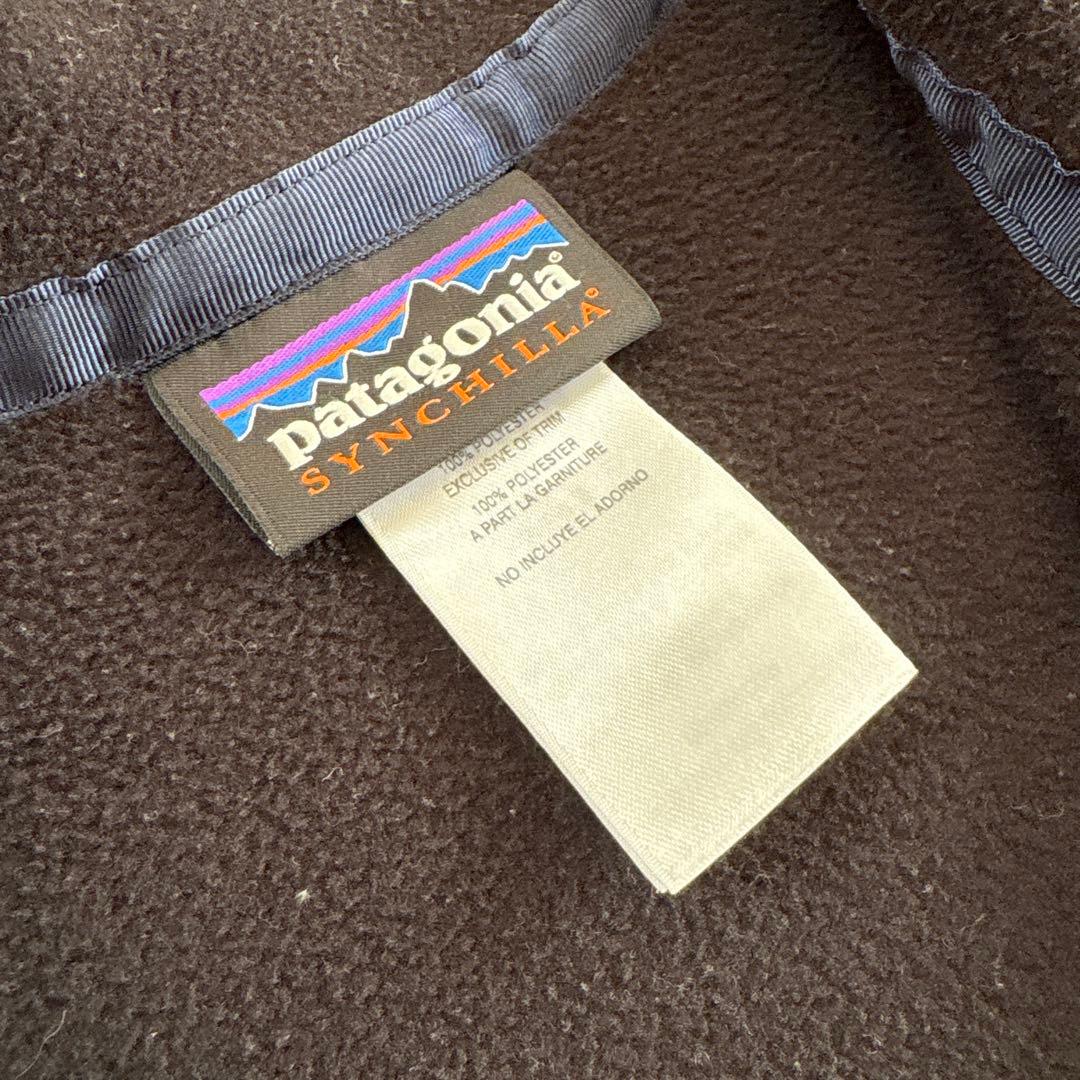 patagonia®
SYNCHILLA®
100% POLYESTER
EXCLUSIVE OF TRIM
100% POLYESTER
A PART LA GARNITURE
NO INCLUYE EL ADORNO